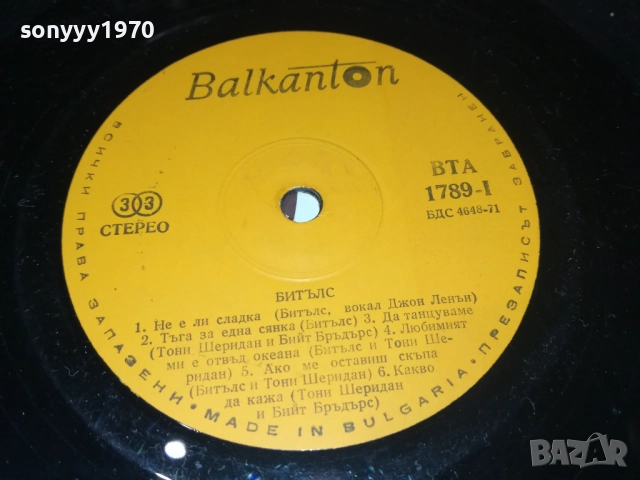 sonyyy1970
Balkanton
33
СТЕРЕО
ВТА
1789-I
БДС 4648-71
БИТЪЛС
1. Не е ли сладка (Битълс, вокал Джон Ленън)
2. Тъга за една сянка (Битълс) 3. Да танцуваме
(Тони Шеридан и Бийт Бръдърс) 4. Любимият
ми е отвъд океана (Битълс и Тони Ше-
ридан) 5. Ако ме оставиш скъпа
(Битълс и Тони Шеридан) 6. Какво
да кажа (Тони Шеридан
и Бийт Бръдърс)
ВСИЧКИ ПРАВА ЗАПАЗЕНИ · MADE IN BULGARIA · ПРЕЗАПИСЪТ ЗАБРАНЕН
BAZAR